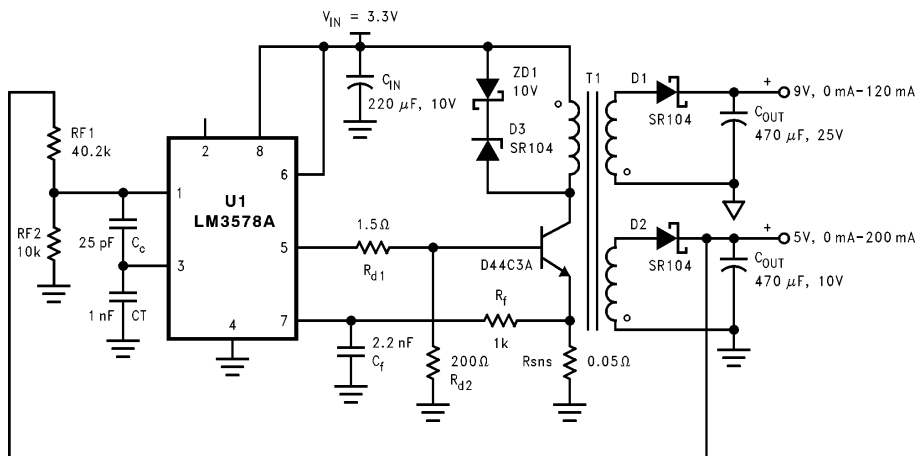 V_IN = 3.3V
C_IN
220 μF, 10V
ZD1
10V
D3
SR104
T1
D1
SR104
+
9V, 0 mA–120 mA
C_OUT
470 μF, 25V
RF1
40.2k
2
8
6
1
U1
LM3578A
RF2
10k
25 pF
C_c
3
5
1.5Ω
R_d1
D44C3A
D2
SR104
+
5V, 0 mA–200 mA
C_OUT
470 μF, 10V
1 nF
CT
4
7
2.2 nF
C_f
R_f
1k
200Ω
R_d2
Rsns
0.05Ω